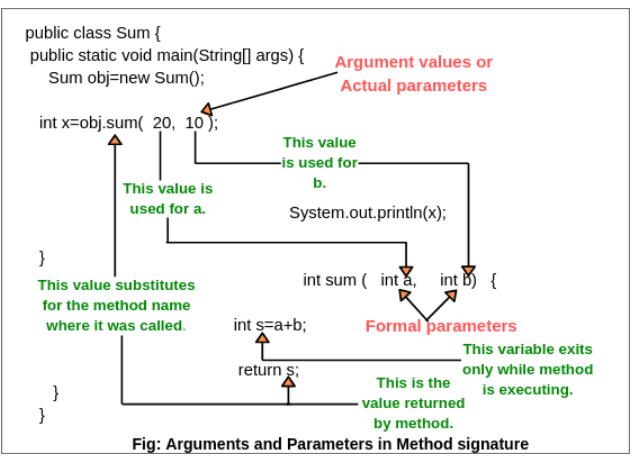 public class Sum {
public static void main(String[] args) {
Sum obj=new Sum();
Argument values or
Actual parameters
int x=obj.sum( 20, 10 );
This value
is used for
b.
This value is
used for a.
System.out.println(x);
}
int sum ( int a, int b) {
This value substitutes
for the method name
where it was called.
int s=a+b;
Formal parameters
This variable exits
only while method
is executing.
return s;
This is the
value returned
by method.
}
}
Fig: Arguments and Parameters in Method signature